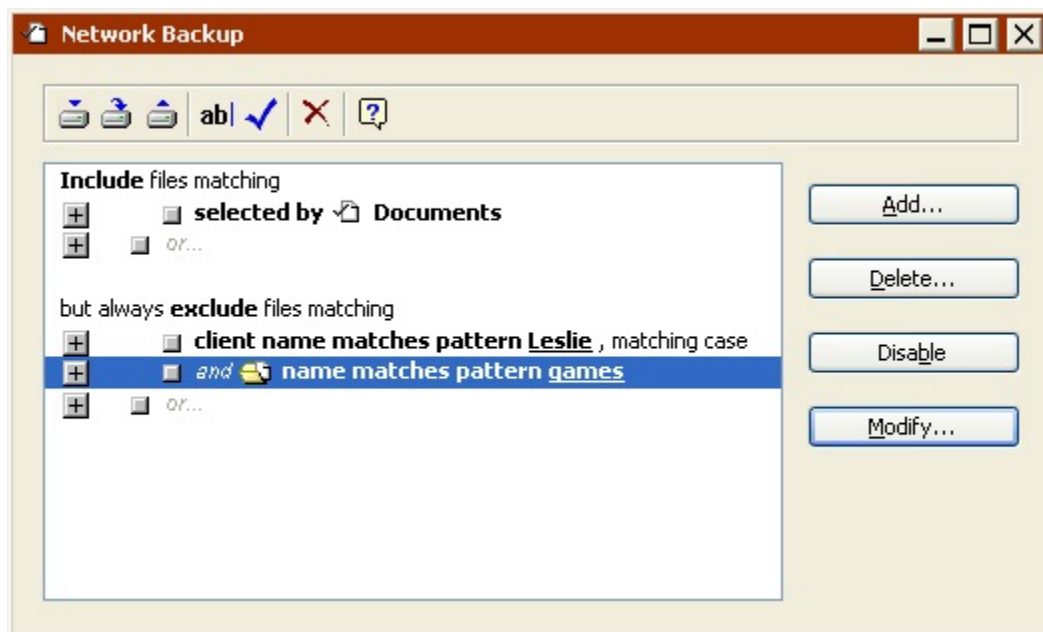 Network Backup
ab|
Include files matching
selected by Documents
or...
but always exclude files matching
client name matches pattern Leslie , matching case
and name matches pattern games
or...
Add...
Delete...
Disable
Modify...